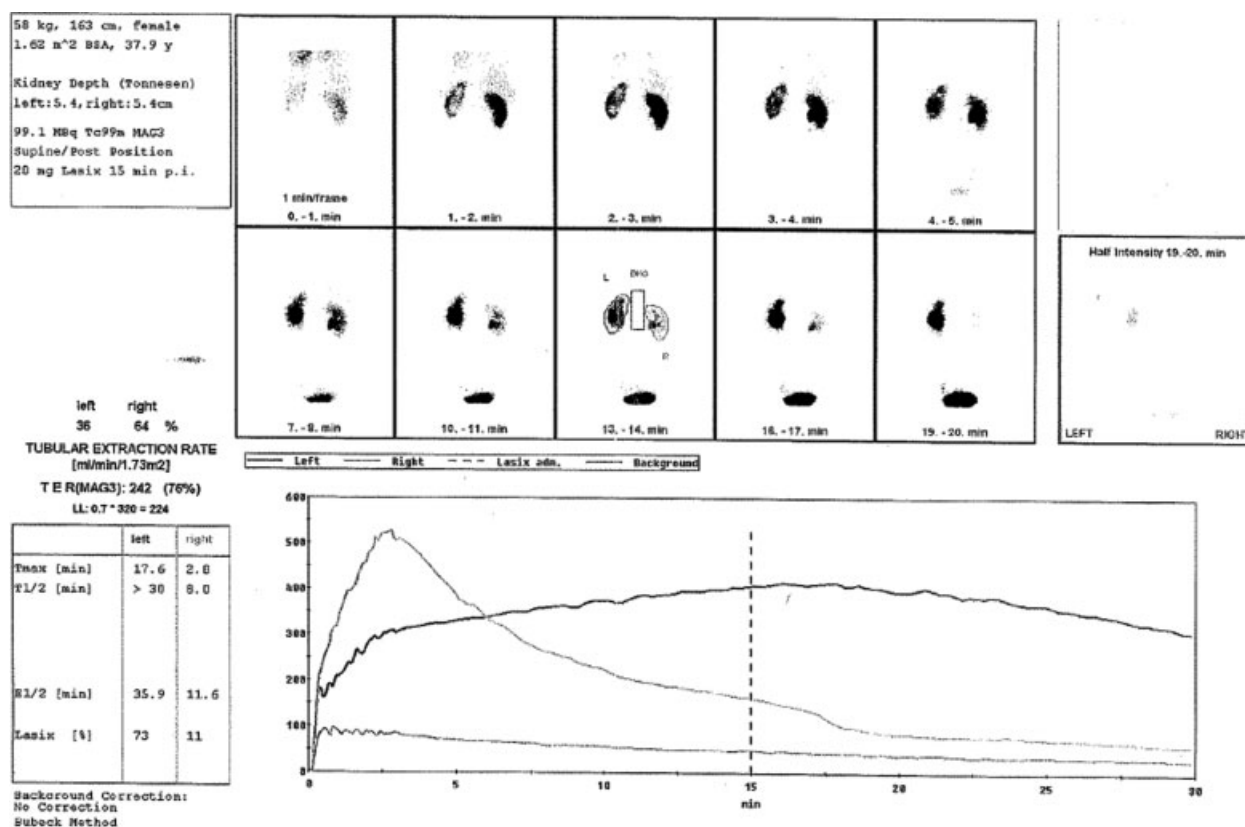 58 kg, 163 cm, female
1.62 m^2 BSA, 37.9 y
Kidney Depth (Tonnesen)
left:5.4,right:5.4cm
99.1 MBq Tc99m MAG3
Supine/Post Position
20 mg Lasix 15 min p.i.
1 min/frame
0. -1. min
1. -2. min
2. -3. min
3. -4. min
4. -5. min
7. -8. min
10. -11. min
L
BKG
R
13. -14. min
16. -17. min
19. -20. min
Half Intensity 19.-20. min
LEFT RIGHT
left right
36 64 %
TUBULAR EXTRACTION RATE
[ml/min/1.73m2]
T E R(MAG3): 242 (76%)
LL: 0.7 * 320 = 224
left right
Tmax [min] 17.6 2.8
T1/2 [min] > 30 8.0
E1/2 [min] 35.9 11.6
Lasix [%] 73 11
Background Correction:
No Correction
Bubeck Method
Left Right Lasix adm. Background
600
500
400
300
200
100
0
0 5 10 15 20 25 30
min